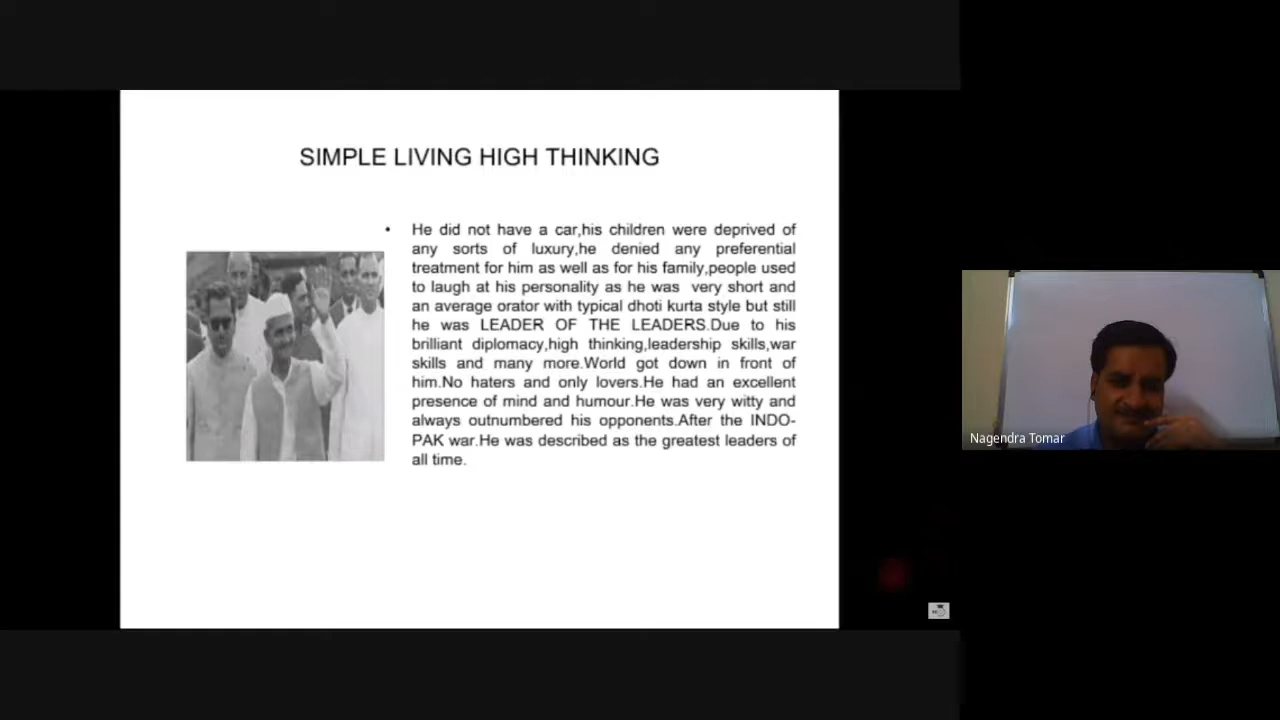 SIMPLE LIVING HIGH THINKING
• He did not have a car,his children were deprived of
any sorts of luxury,he denied any preferential
treatment for him as well as for his family,people used
to laugh at his personality as he was very short and
an average orator with typical dhoti kurta style but still
he was LEADER OF THE LEADERS.Due to his
brilliant diplomacy,high thinking,leadership skills,war
skills and many more.World got down in front of
him.No haters and only lovers.He had an excellent
presence of mind and humour.He was very witty and
always outnumbered his opponents.After the INDO-
PAK war.He was described as the greatest leaders of
all time.
Nagendra Tomar